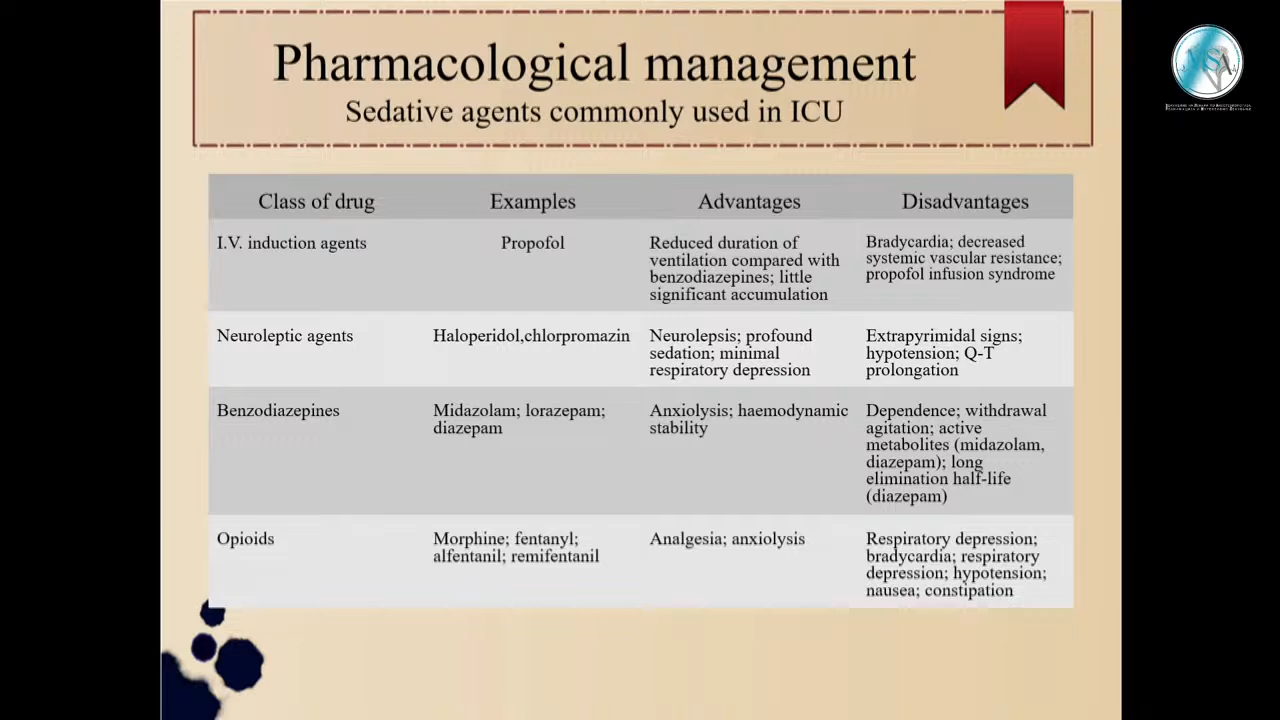 Pharmacological management
Sedative agents commonly used in ICU
Class of drug Examples Advantages Disadvantages
I.V. induction agents
Propofol
Reduced duration of
ventilation compared with
benzodiazepines; little
significant accumulation
Bradycardia; decreased
systemic vascular resistance;
propofol infusion syndrome
Neuroleptic agents
Haloperidol,chlorpromazin
Neurolepsis; profound
sedation; minimal
respiratory depression
Extrapyrimidal signs;
hypotension; Q-T
prolongation
Benzodiazepines
Midazolam; lorazepam;
diazepam
Anxiolysis; haemodynamic
stability
Dependence; withdrawal
agitation; active
metabolites (midazolam,
diazepam); long
elimination half-life
(diazepam)
Opioids
Morphine; fentanyl;
alfentanil; remifentanil
Analgesia; anxiolysis
Respiratory depression;
bradycardia; respiratory
depression; hypotension;
nausea; constipation
MSA